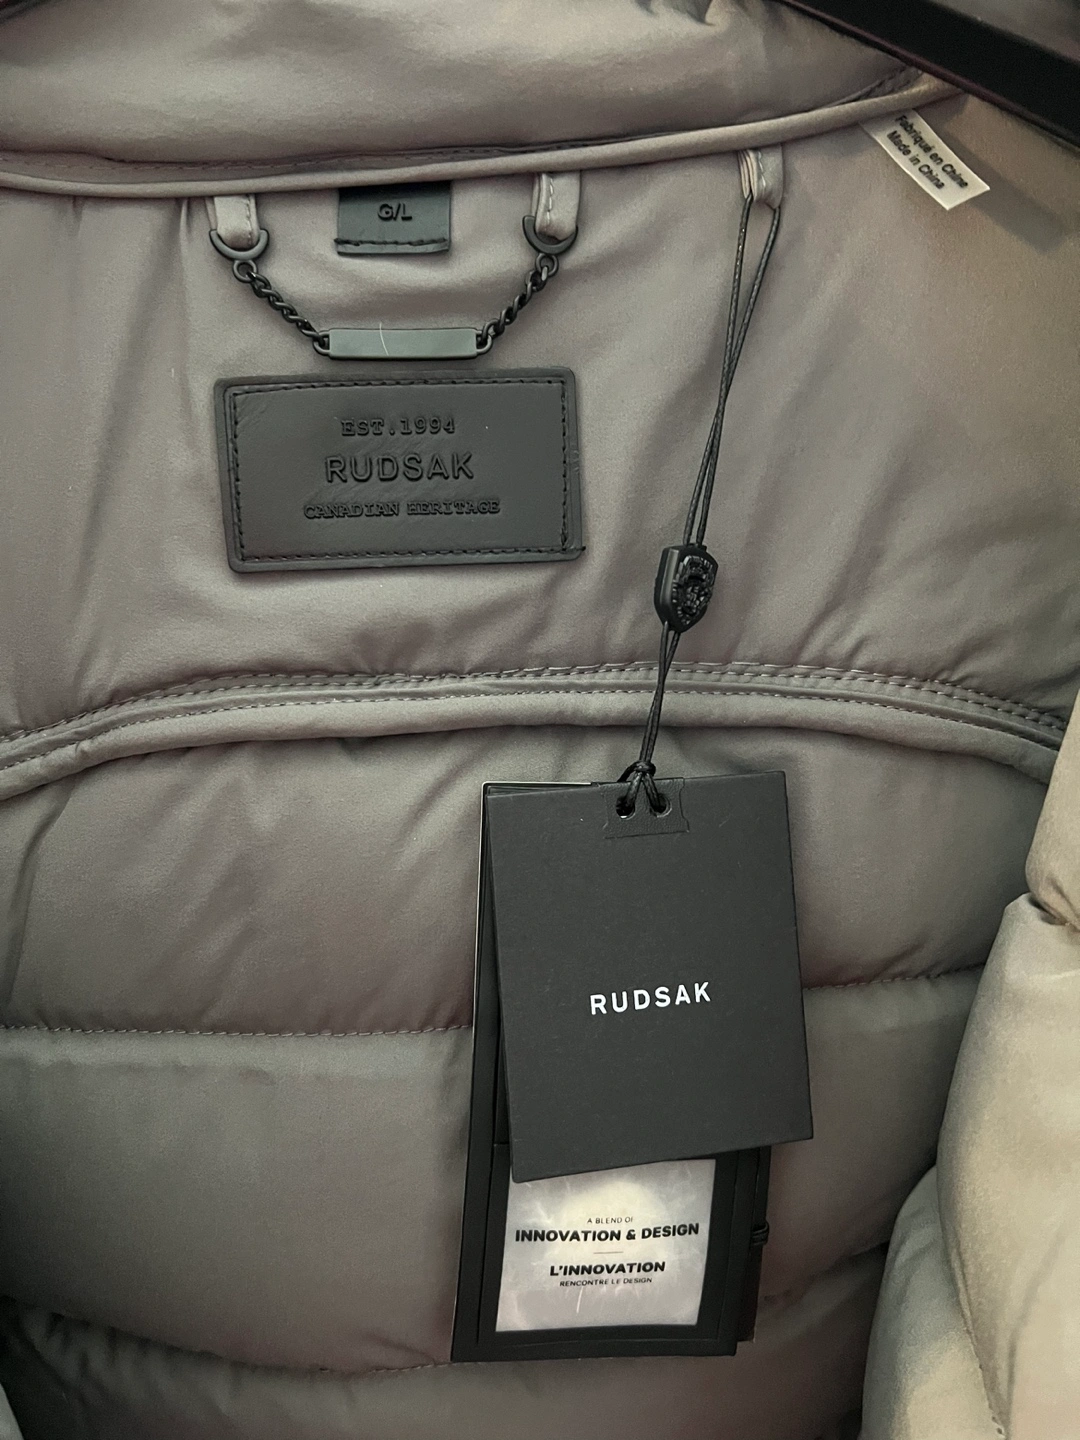 Fabriqué en Chine
Made in China
G/L
EST.1994
RUDSAK
CANADIAN HERITAGE
RUDSAK
A BLEND OF
INNOVATION & DESIGN
L'INNOVATION
RENCONTRE LE DESIGN